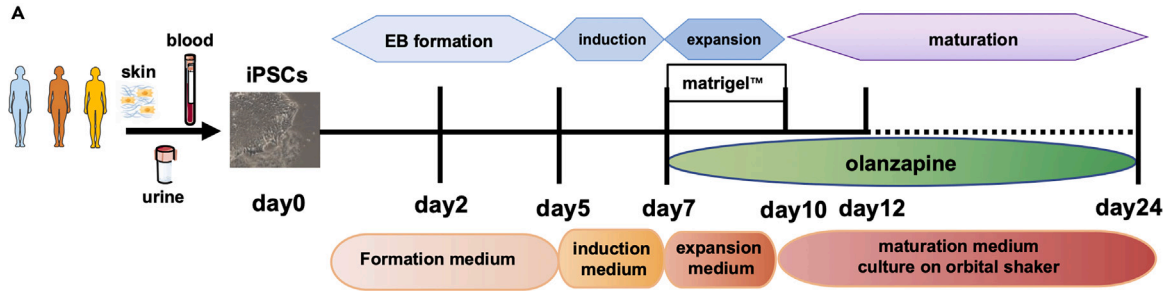 A
blood
skin
urine
iPSCs
EB formation
induction
expansion
maturation
matrigel™
olanzapine
day0
day2
day5
day7
day10
day12
day24
Formation medium
induction
medium
expansion
medium
maturation medium
culture on orbital shaker